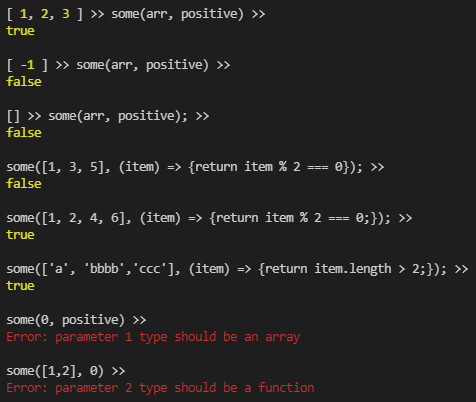 [ 1, 2, 3 ] >> some(arr, positive) >>
true
[ -1 ] >> some(arr, positive) >>
false
[] >> some(arr, positive); >>
false
some([1, 3, 5], (item) => {return item % 2 === 0}); >>
false
some([1, 2, 4, 6], (item) => {return item % 2 === 0;}); >>
true
some(['a', 'bbbb','ccc'], (item) => {return item.length > 2;}); >>
true
some(0, positive) >>
Error: parameter 1 type should be an array
some([1,2], 0) >>
Error: parameter 2 type should be a function